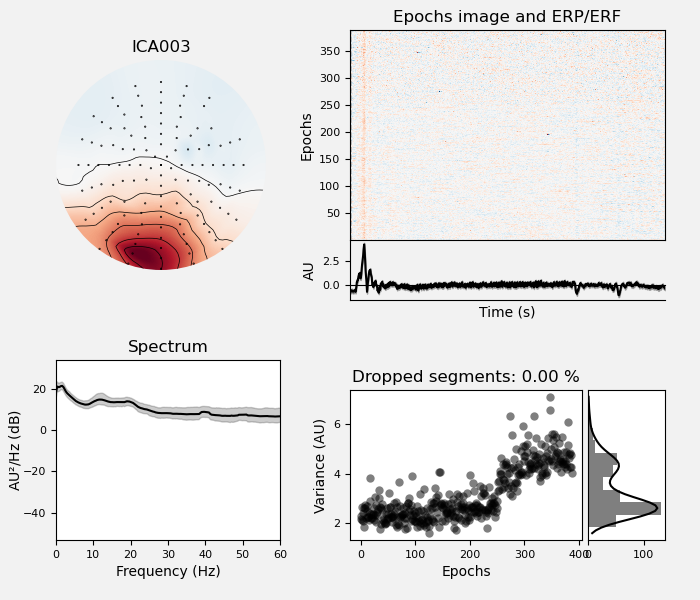 ICA003
Epochs image and ERP/ERF
Epochs
350
300
250
200
150
100
50
AU
2.5
0.0
Time (s)
Spectrum
AU²/Hz (dB)
20
0
−20
−40
0 10 20 30 40 50 60
Frequency (Hz)
Dropped segments: 0.00 %
Variance (AU)
6
4
2
0 100 200 300 400
Epochs
0 100